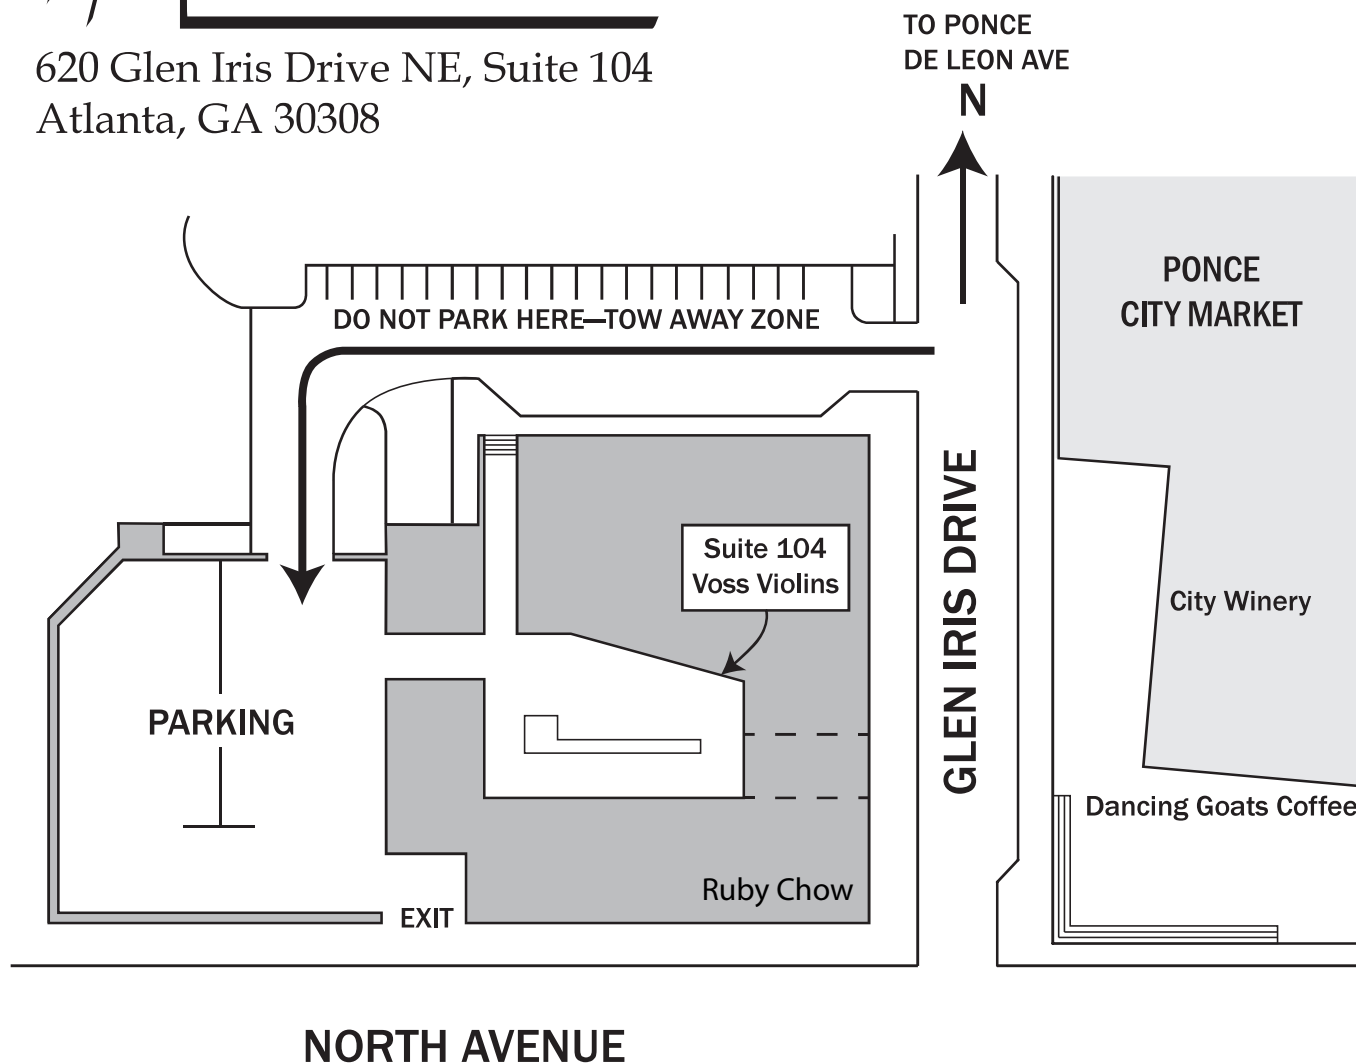 620 Glen Iris Drive NE, Suite 104
Atlanta, GA 30308
TO PONCE
DE LEON AVE
N
PONCE
CITY MARKET
DO NOT PARK HERE—TOW AWAY ZONE
GLEN IRIS DRIVE
Suite 104
Voss Violins
City Winery
PARKING
Dancing Goats Coffee
Ruby Chow
EXIT
NORTH AVENUE